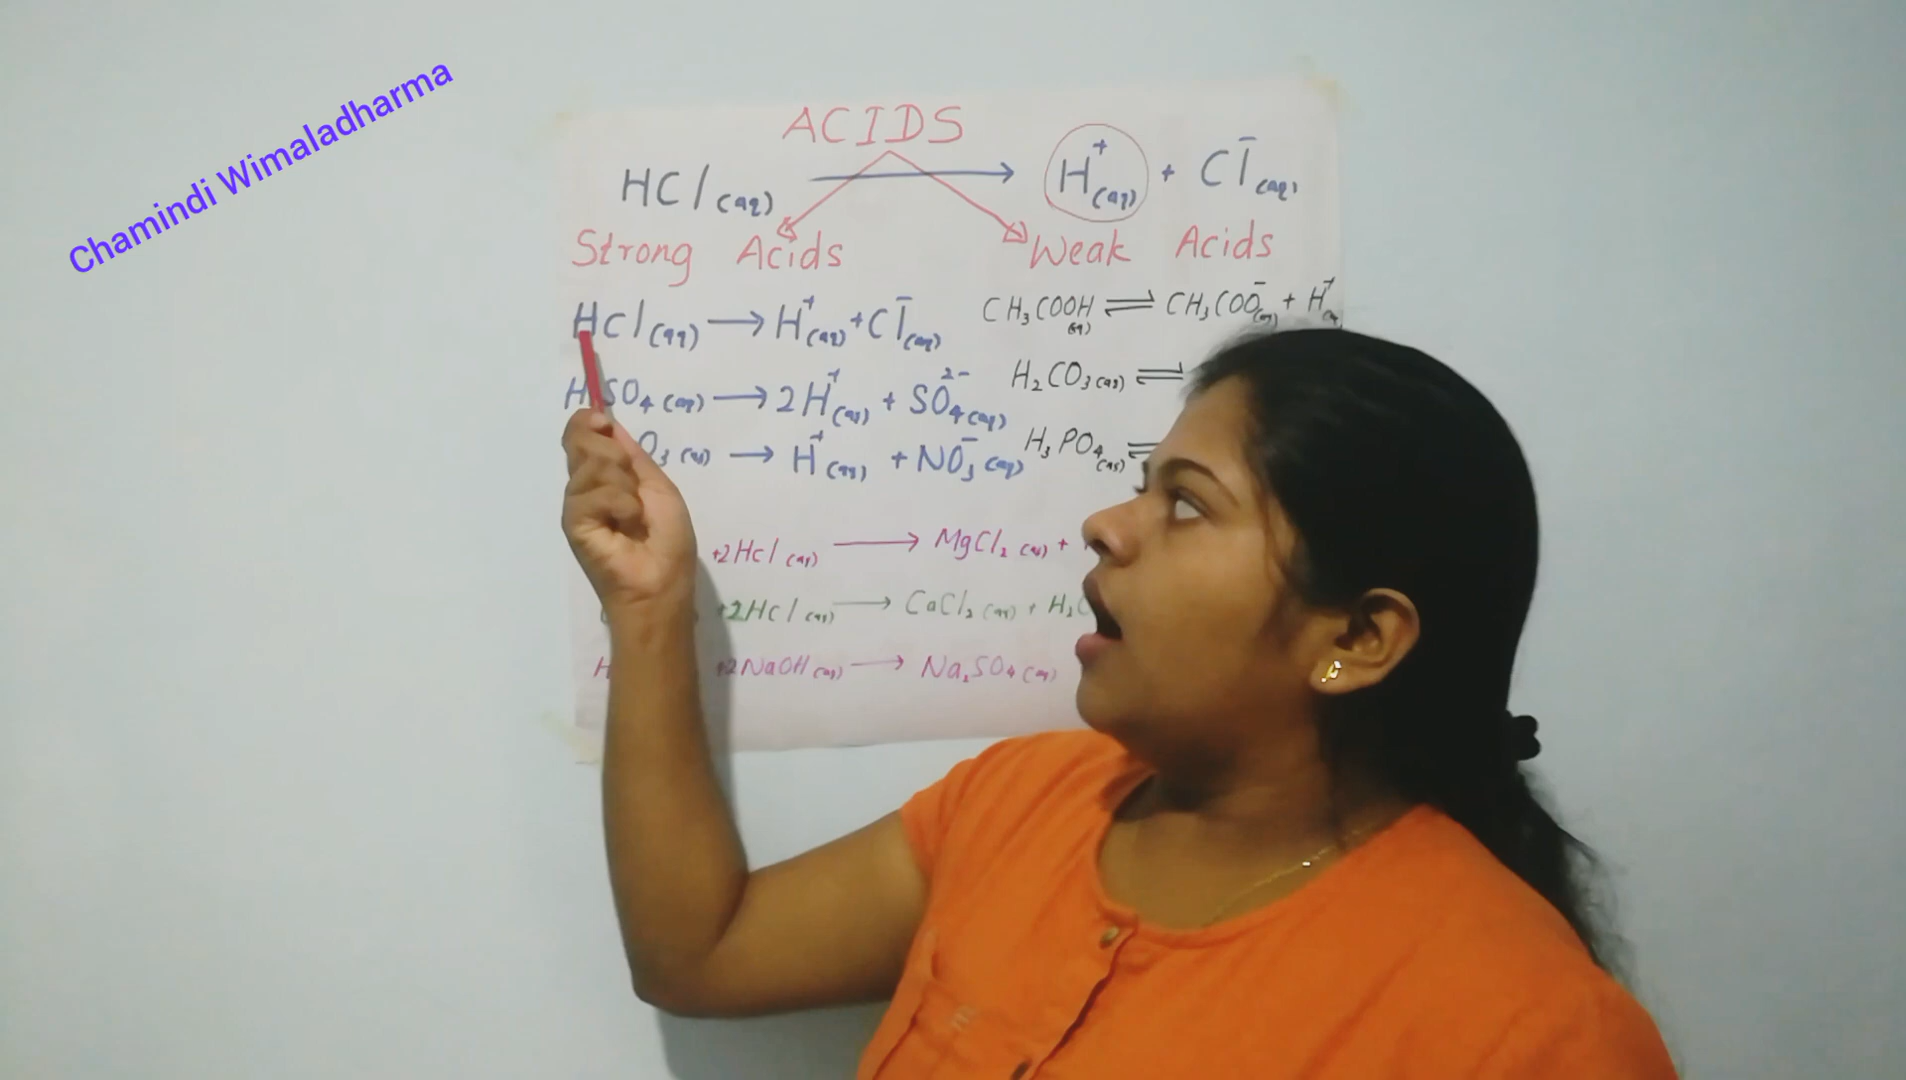 Chamindi Wimaladharma
ACIDS
HCl(aq) → H⁺(aq) + Cl⁻(aq)
Strong Acids
Weak Acids
HCl(aq) → H⁺(aq) + Cl⁻(aq)
SO₄(aq) → 2H⁺(aq) + SO₄²⁻(aq)
O₃(aq) → H⁺(aq) + NO₃⁻(aq)
CH₃COOH(aq) ⇌ CH₃COO⁻(aq) + H⁺(aq)
H₂CO₃(aq) ⇌
H₃PO₄(aq) ⇌
+2Hcl(aq) → MgCl₂(aq) +
+2Hcl(aq) → CaCl₂(aq) + H₂
H +2NaOH(aq) → Na₂SO₄(aq)